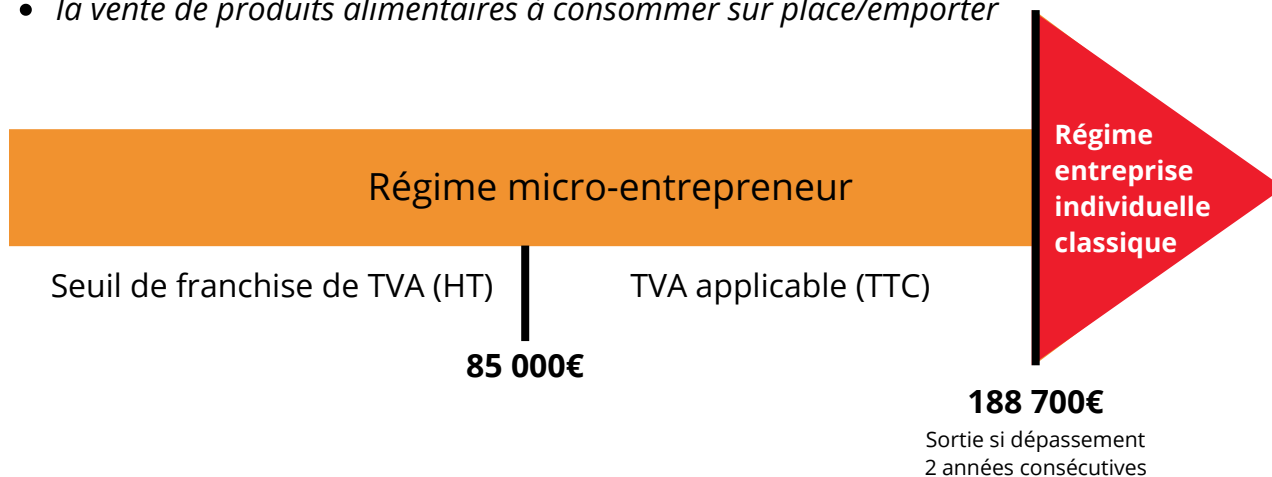 • la vente de produits alimentaires à consommer sur place/emporter
Régime micro-entrepreneur
Régime
entreprise
individuelle
classique
Seuil de franchise de TVA (HT)
TVA applicable (TTC)
85 000€
188 700€
Sortie si dépassement
2 années consécutives